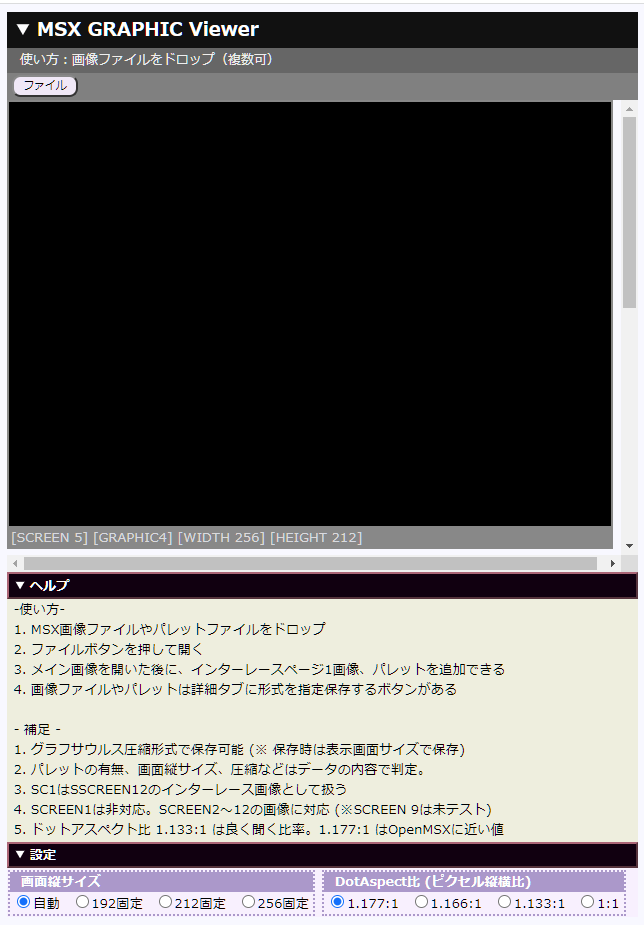 ▼ MSX GRAPHIC Viewer
使い方：画像ファイルをドロップ（複数可）
ファイル
[SCREEN 5] [GRAPHIC4] [WIDTH 256] [HEIGHT 212]
▼ ヘルプ
-使い方-
1. MSX画像ファイルやパレットファイルをドロップ
2. ファイルボタンを押して開く
3. メイン画像を開いた後に、インターレースページ1画像、パレットを追加できる
4. 画像ファイルやパレットは詳細タブに形式を指定保存するボタンがある
- 補足 -
1. グラフサウルス圧縮形式で保存可能 (※ 保存時は表示画面サイズで保存)
2. パレットの有無、画面縦サイズ、圧縮などはデータの内容で判定。
3. SC1はSSCREEN12のインターレース画像として扱う
4. SCREEN1は非対応。SCREEN2～12の画像に対応 (※SCREEN 9は未テスト)
5. ドットアスペクト比 1.133:1 は良く聞く比率。1.177:1 はOpenMSXに近い値
▼ 設定
画面縦サイズ
自動 192固定 212固定 256固定
DotAspect比 (ピクセル縦横比)
1.177:1 1.166:1 1.133:1 1:1